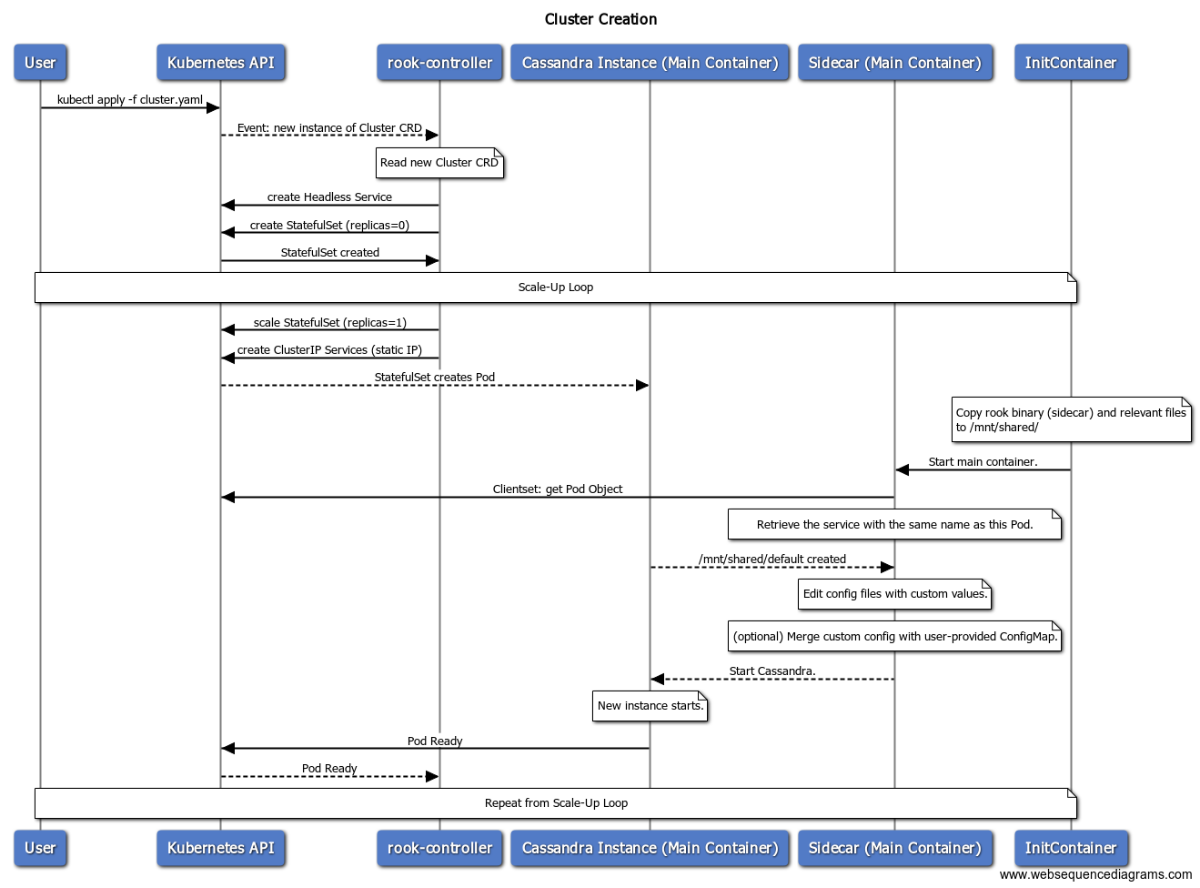 Cluster Creation
User
Kubernetes API
rook-controller
Cassandra Instance (Main Container)
Sidecar (Main Container)
InitContainer
kubectl apply -f cluster.yaml
Event: new instance of Cluster CRD
Read new Cluster CRD
create Headless Service
create StatefulSet (replicas=0)
StatefulSet created
Scale-Up Loop
scale StatefulSet (replicas=1)
create ClusterIP Services (static IP)
StatefulSet creates Pod
Copy rook binary (sidecar) and relevant files
to /mnt/shared/
Start main container.
Clientset: get Pod Object
Retrieve the service with the same name as this Pod.
/mnt/shared/default created
Edit config files with custom values.
(optional) Merge custom config with user-provided ConfigMap.
Start Cassandra.
New instance starts.
Pod Ready
Pod Ready
Repeat from Scale-Up Loop
User
Kubernetes API
rook-controller
Cassandra Instance (Main Container)
Sidecar (Main Container)
InitContainer
www.websequencediagrams.com